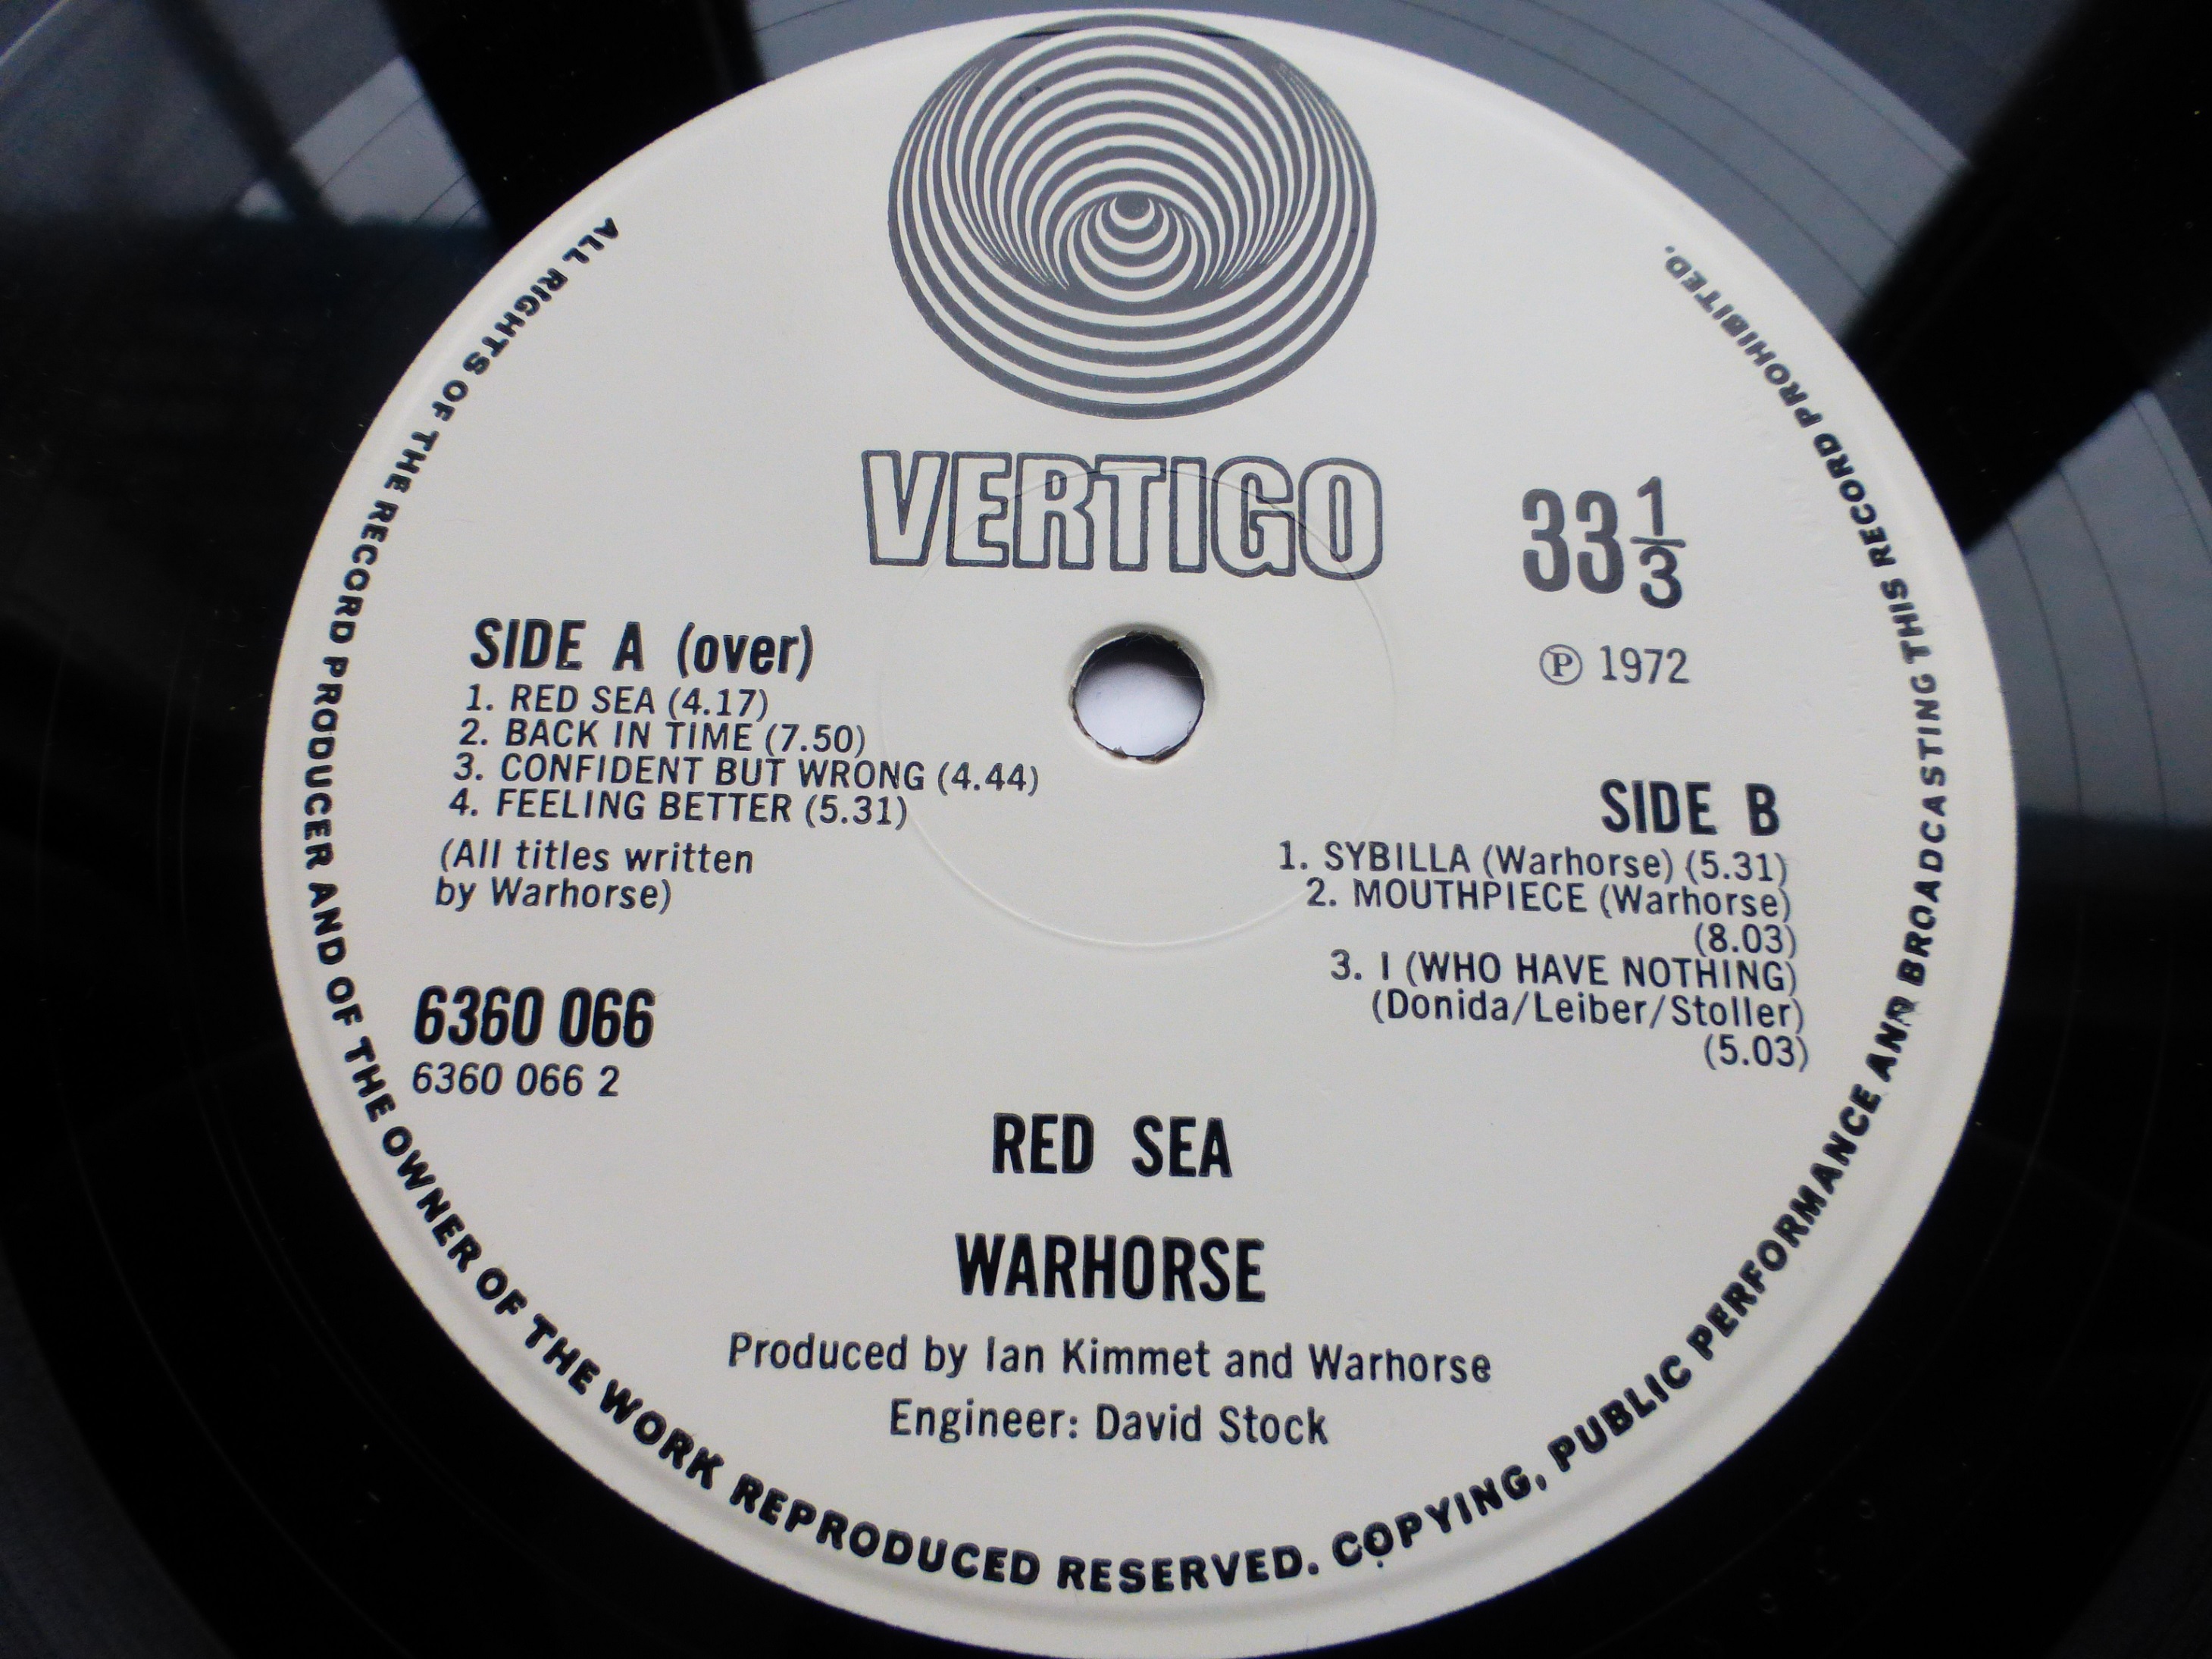 VERTIGO
33 1/3
Ⓟ 1972
SIDE A (over)
1. RED SEA (4.17)
2. BACK IN TIME (7.50)
3. CONFIDENT BUT WRONG (4.44)
4. FEELING BETTER (5.31)
(All titles written
by Warhorse)
6360 066
6360 066 2
SIDE B
1. SYBILLA (Warhorse) (5.31)
2. MOUTHPIECE (Warhorse)
(8.03)
3. I (WHO HAVE NOTHING)
(Donida/Leiber/Stoller)
(5.03)
RED SEA
WARHORSE
Produced by Ian Kimmet and Warhorse
Engineer: David Stock
ALL RIGHTS OF THE RECORD PRODUCER AND OF THE OWNER OF THE WORK REPRODUCED RESERVED. COPYING, PUBLIC PERFORMANCE AND BROADCASTING THIS RECORD PROHIBITED.